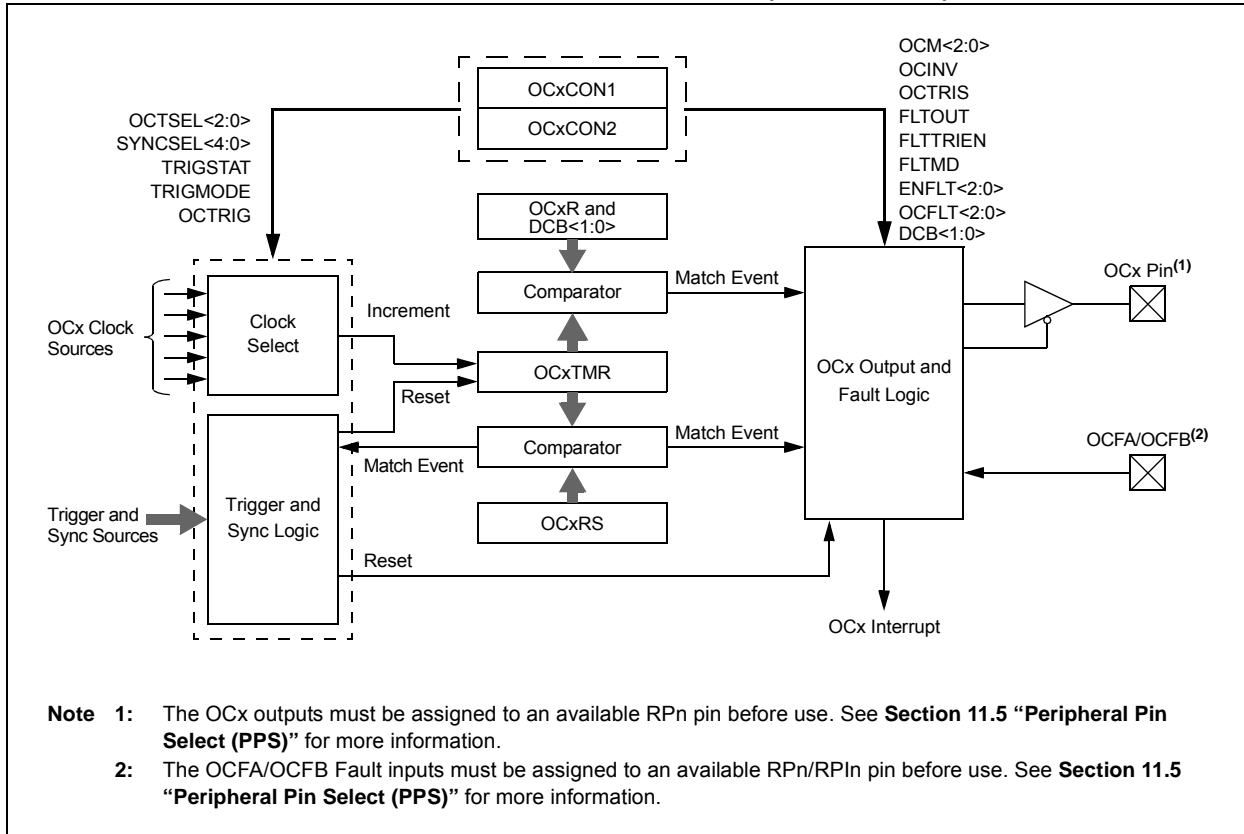 OCxCON1
OCxCON2
OCTSEL<2:0>
SYNCSEL<4:0>
TRIGSTAT
TRIGMODE
OCTRIG
OCM<2:0>
OCINV
OCTRIS
FLTOUT
FLTTRIEN
FLTMD
ENFLT<2:0>
OCFLT<2:0>
DCB<1:0>
OCxR and
DCB<1:0>
OCx Clock
Sources
Clock
Select
Increment
Comparator
Match Event
OCxTMR
Reset
OCx Output and
Fault Logic
OCx Pin(1)
Comparator
Match Event
Match Event
OCFA/OCFB(2)
Trigger and
Sync Sources
Trigger and
Sync Logic
OCxRS
Reset
OCx Interrupt
Note 1: The OCx outputs must be assigned to an available RPn pin before use. See Section 11.5 “Peripheral Pin
Select (PPS)” for more information.
2: The OCFA/OCFB Fault inputs must be assigned to an available RPn/RPIn pin before use. See Section 11.5
“Peripheral Pin Select (PPS)” for more information.